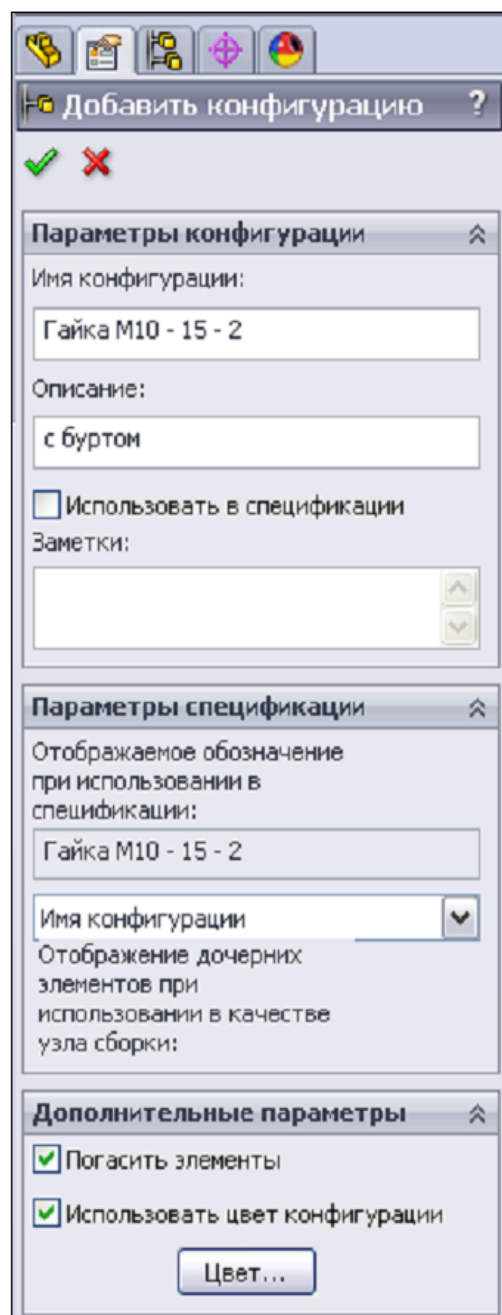 Добавить конфигурацию ?
Параметры конфигурации
Имя конфигурации:
Гайка М10 - 15 - 2
Описание:
с буртом
Использовать в спецификации
Заметки:
Параметры спецификации
Отображаемое обозначение
при использовании в
спецификации:
Гайка М10 - 15 - 2
Имя конфигурации
Отображение дочерних
элементов при
использовании в качестве
узла сборки:
Дополнительные параметры
Погасить элементы
Использовать цвет конфигурации
Цвет...